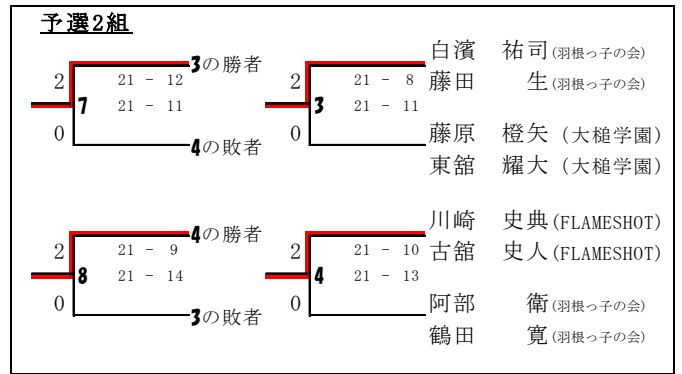 予選2組
3の勝者
2
21 - 12
7
21 - 11
0
4の敗者
2
21 - 8
3
21 - 11
0
白濱 祐司(羽根っ子の会)
藤田 生(羽根っ子の会)
藤原 橙矢(大槌学園)
東舘 耀大(大槌学園)
4の勝者
2
21 - 9
8
21 - 14
0
3の敗者
2
21 - 10
4
21 - 13
0
川崎 史典(FLAMESHOT)
古舘 史人(FLAMESHOT)
阿部 衛(羽根っ子の会)
鶴田 寛(羽根っ子の会)